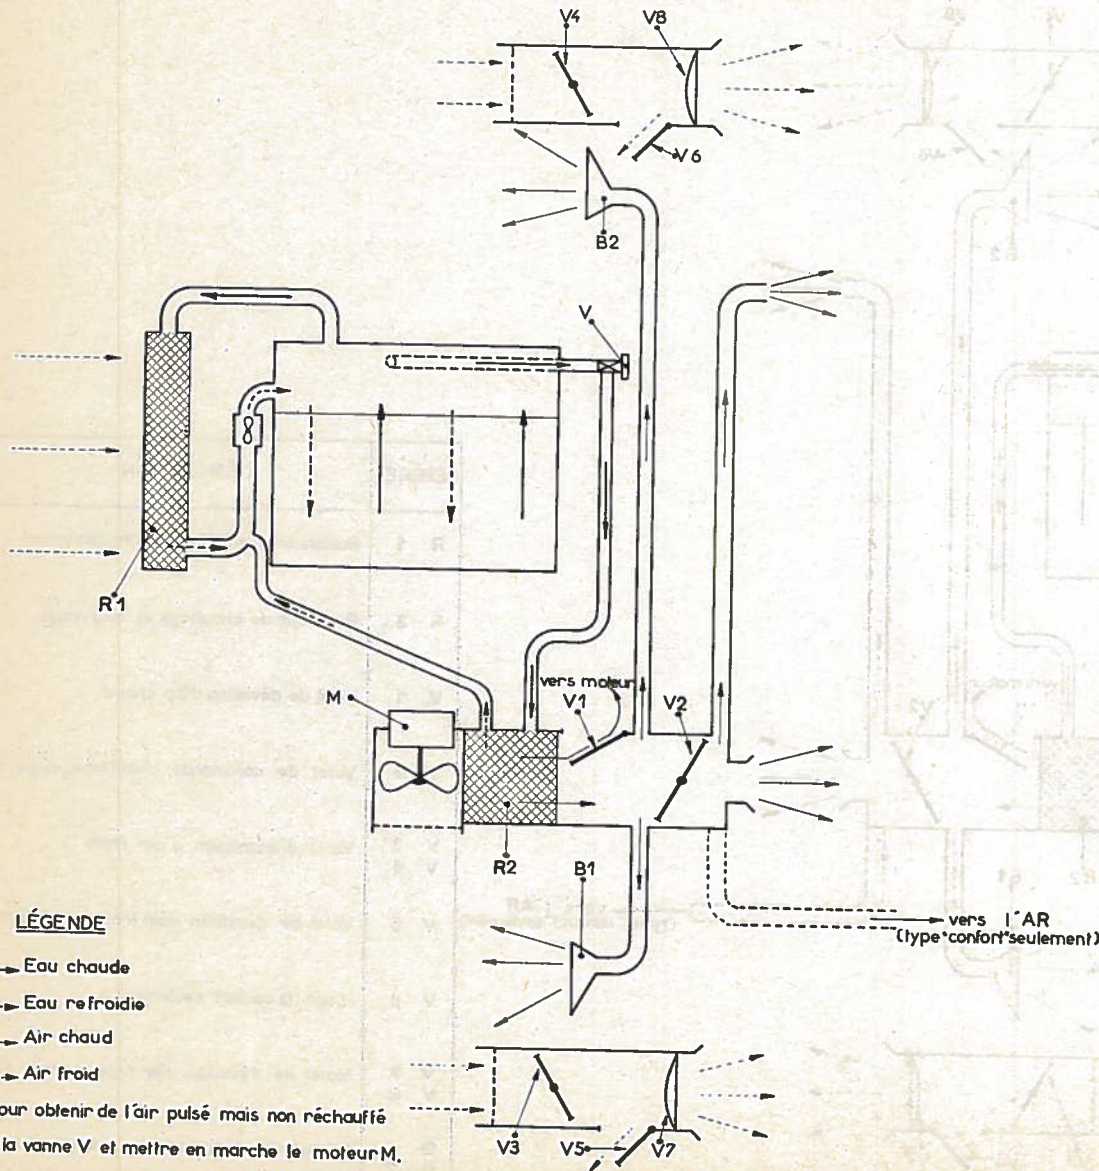 V4
V8
V6
B2
V
R1
vers moteur
V1
V2
M
R2
B1
vers l'AR
(type"confort"seulement)
LÉGENDE
Eau chaude
Eau refroidie
Air chaud
Air froid
our obtenir de l'air pulsé mais non réchauffé
la vanne V et mettre en marche le moteur M.
V3
V5
V7